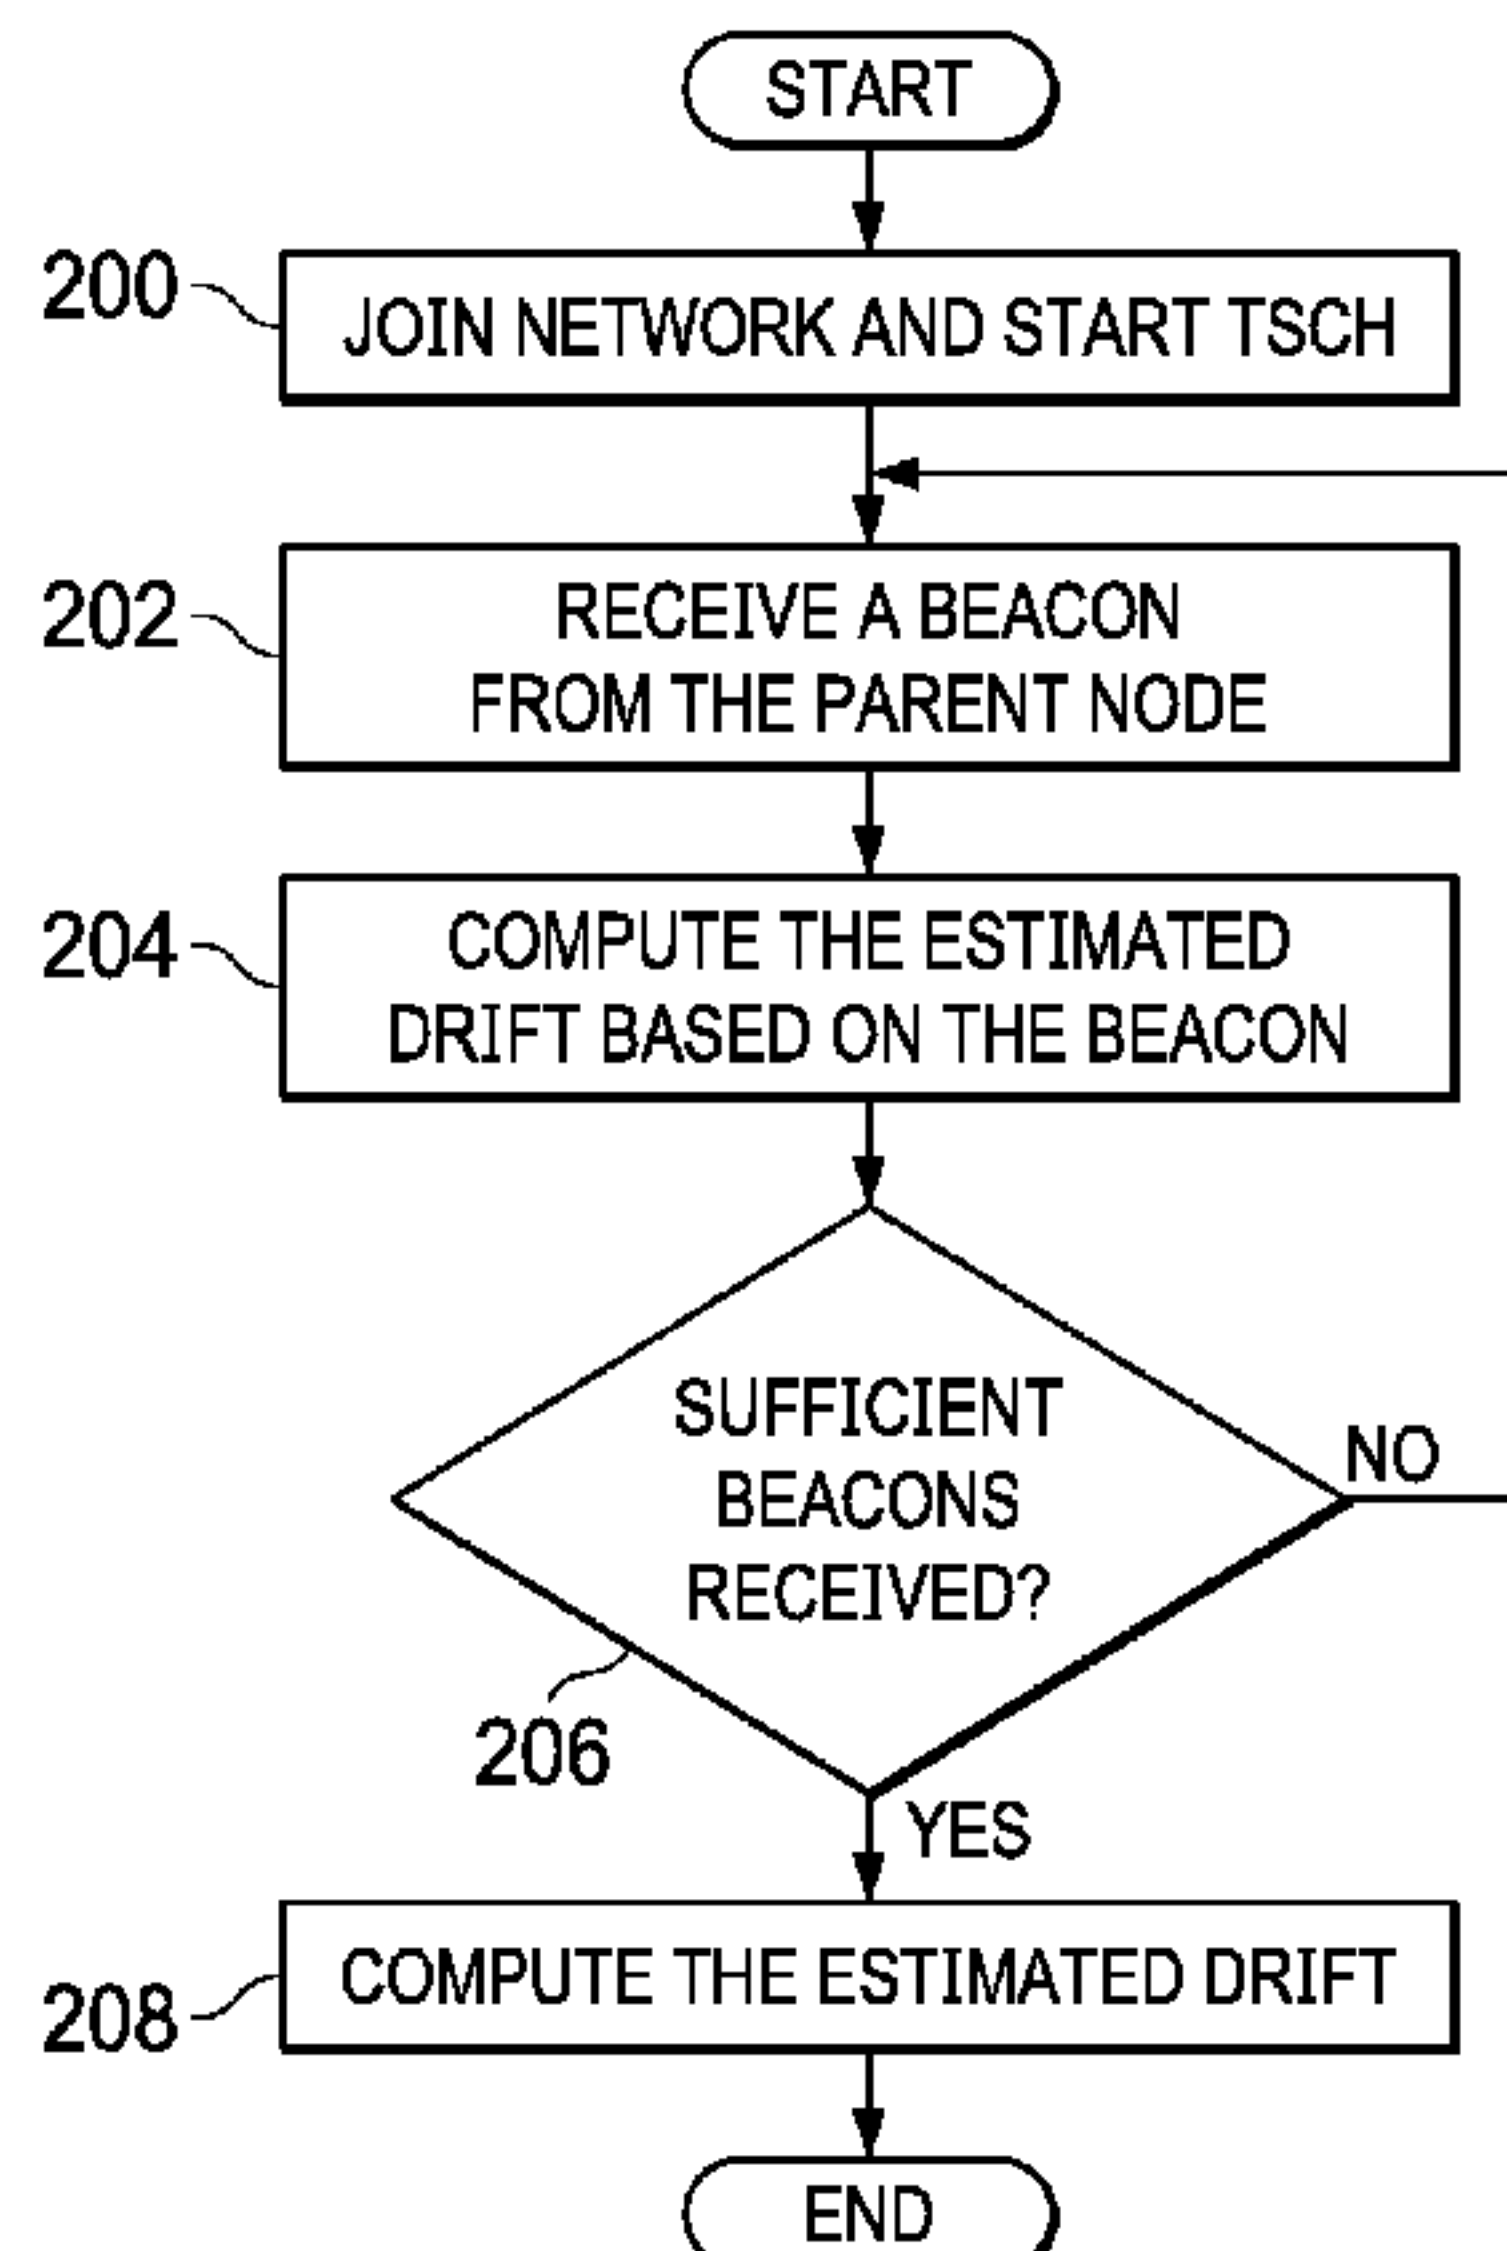 START
200
JOIN NETWORK AND START TSCH
202
RECEIVE A BEACON
FROM THE PARENT NODE
204
COMPUTE THE ESTIMATED
DRIFT BASED ON THE BEACON
SUFFICIENT
BEACONS
RECEIVED?
NO
206
YES
208
COMPUTE THE ESTIMATED DRIFT
END